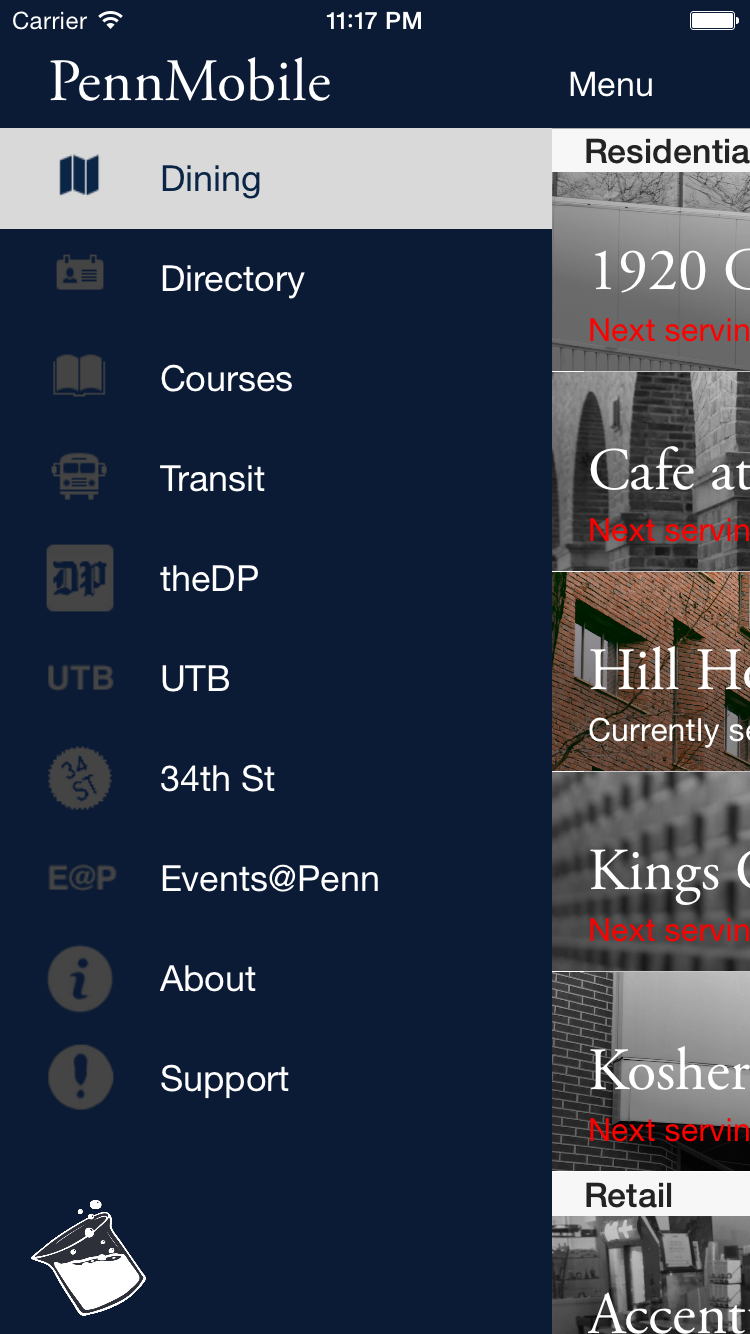 Carrier 11:17 PM
PennMobile
Menu
Dining
Directory
Courses
Transit
DP theDP
UTB UTB
34 ST 34th St
E@P Events@Penn
i About
! Support
Residentia
1920 C
Next servin
Cafe at
Next servin
Hill Ho
Currently se
Kings C
Next servin
Kosher
Next servin
Retail
Accent